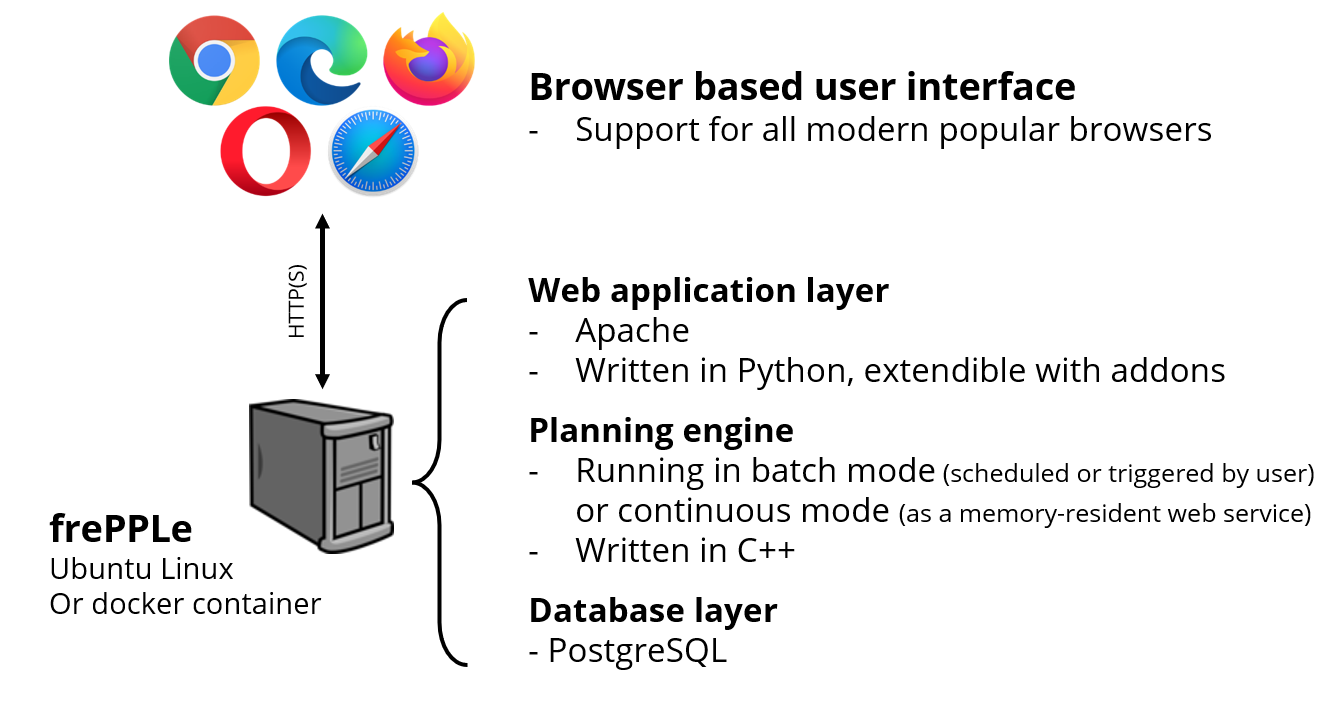 Browser based user interface
- Support for all modern popular browsers
HTTP(S)
Web application layer
- Apache
- Written in Python, extendible with addons
Planning engine
- Running in batch mode (scheduled or triggered by user)
or continuous mode (as a memory-resident web service)
- Written in C++
frePPLe
Ubuntu Linux
Or docker container
Database layer
- PostgreSQL